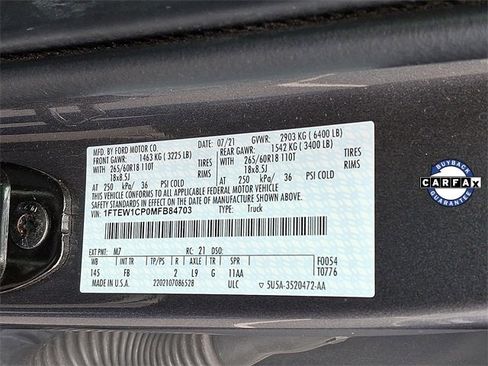 MFD. BY FORD MOTOR CO. 07/21 GVWR: 2903 KG ( 6400 LB)
FRONT GAWR: 1463 KG ( 3225 LB) REAR GAWR: 1542 KG ( 3400 LB)
265/60R18 110T TIRES 265/60R18 110T TIRES
18x8.5J RIMS 18x8.5J RIMS
AT 250 kPa/ 36 PSI COLD AT 250 kPa/ 36 PSI COLD
THIS VEHICLE CONFORMS TO ALL APPLICABLE FEDERAL MOTOR VEHICLE
SAFETY STANDARDS IN EFFECT ON THE DATE OF MANUFACTURE SHOWN ABOVE.
VIN: 1FTEW1CP0MFB84703 TYPE: Truck
EXT PNT: M7 RC: 21 DSO:
WB INT TR TP/PS R AXLE TR SPR F0054
145 FB 2 L9 G 11AA T0776
MADE IN U.S.A. 2202107086528 ULC 5U5A-3520472-AA
BUYBACK
CARFAX
GUARANTEE